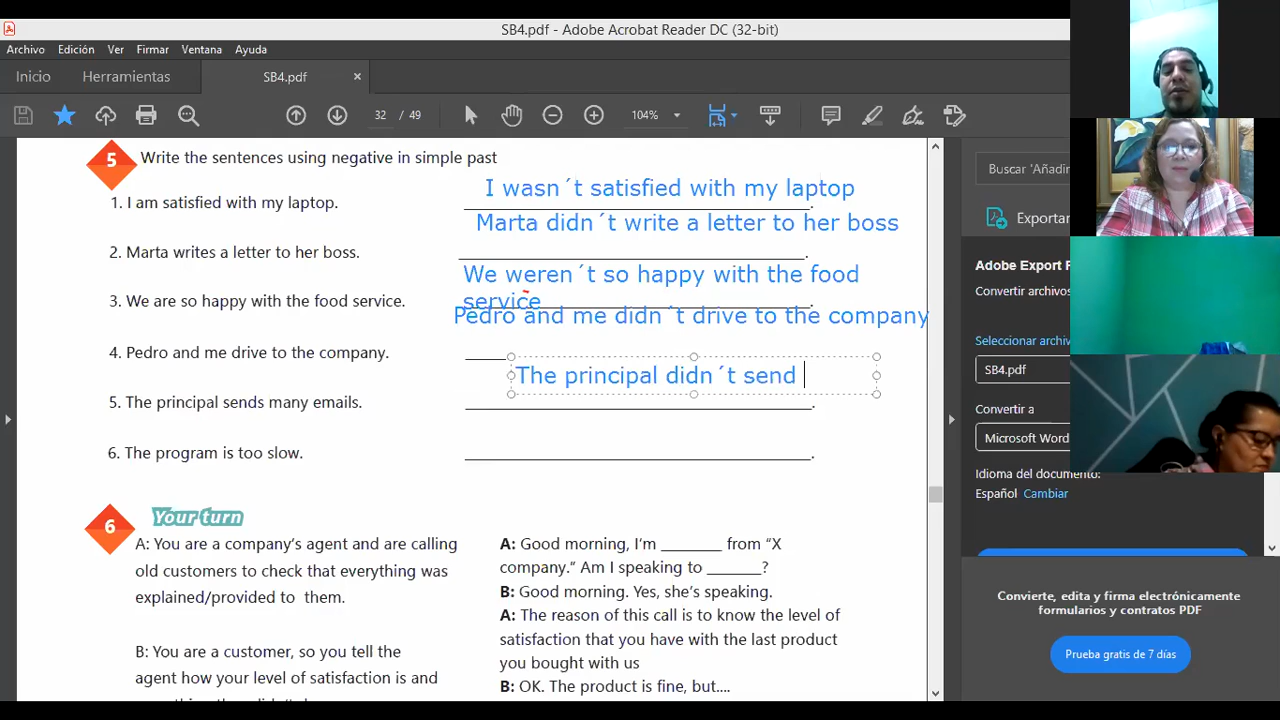 SB4.pdf - Adobe Acrobat Reader DC (32-bit)
Archivo Edición Ver Firmar Ventana Ayuda
Inicio Herramientas SB4.pdf ×
32 / 49 104%
5 Write the sentences using negative in simple past
1. I am satisfied with my laptop. I wasn´t satisfied with my laptop
2. Marta writes a letter to her boss. Marta didn´t write a letter to her boss
3. We are so happy with the food service. We weren´t so happy with the food
service
4. Pedro and me drive to the company. Pedro and me didn´t drive to the company
5. The principal sends many emails. The principal didn´t send
6. The program is too slow.
6 Your turn
A: You are a company's agent and are calling
old customers to check that everything was
explained/provided to them.
B: You are a customer, so you tell the
agent how your level of satisfaction is and
A: Good morning, I'm _______ from “X
company.” Am I speaking to _______?
B: Good morning. Yes, she's speaking.
A: The reason of this call is to know the level of
satisfaction that you have with the last product
you bought with us
B: OK. The product is fine, but....
Buscar 'Añadi
Exportar
Adobe Export
Convertir archivos
Seleccionar archiv
SB4.pdf
Convertir a
Microsoft Word
Idioma del documento:
Español Cambiar
Convierte, edita y firma electrónicamente
formularios y contratos PDF
Prueba gratis de 7 días